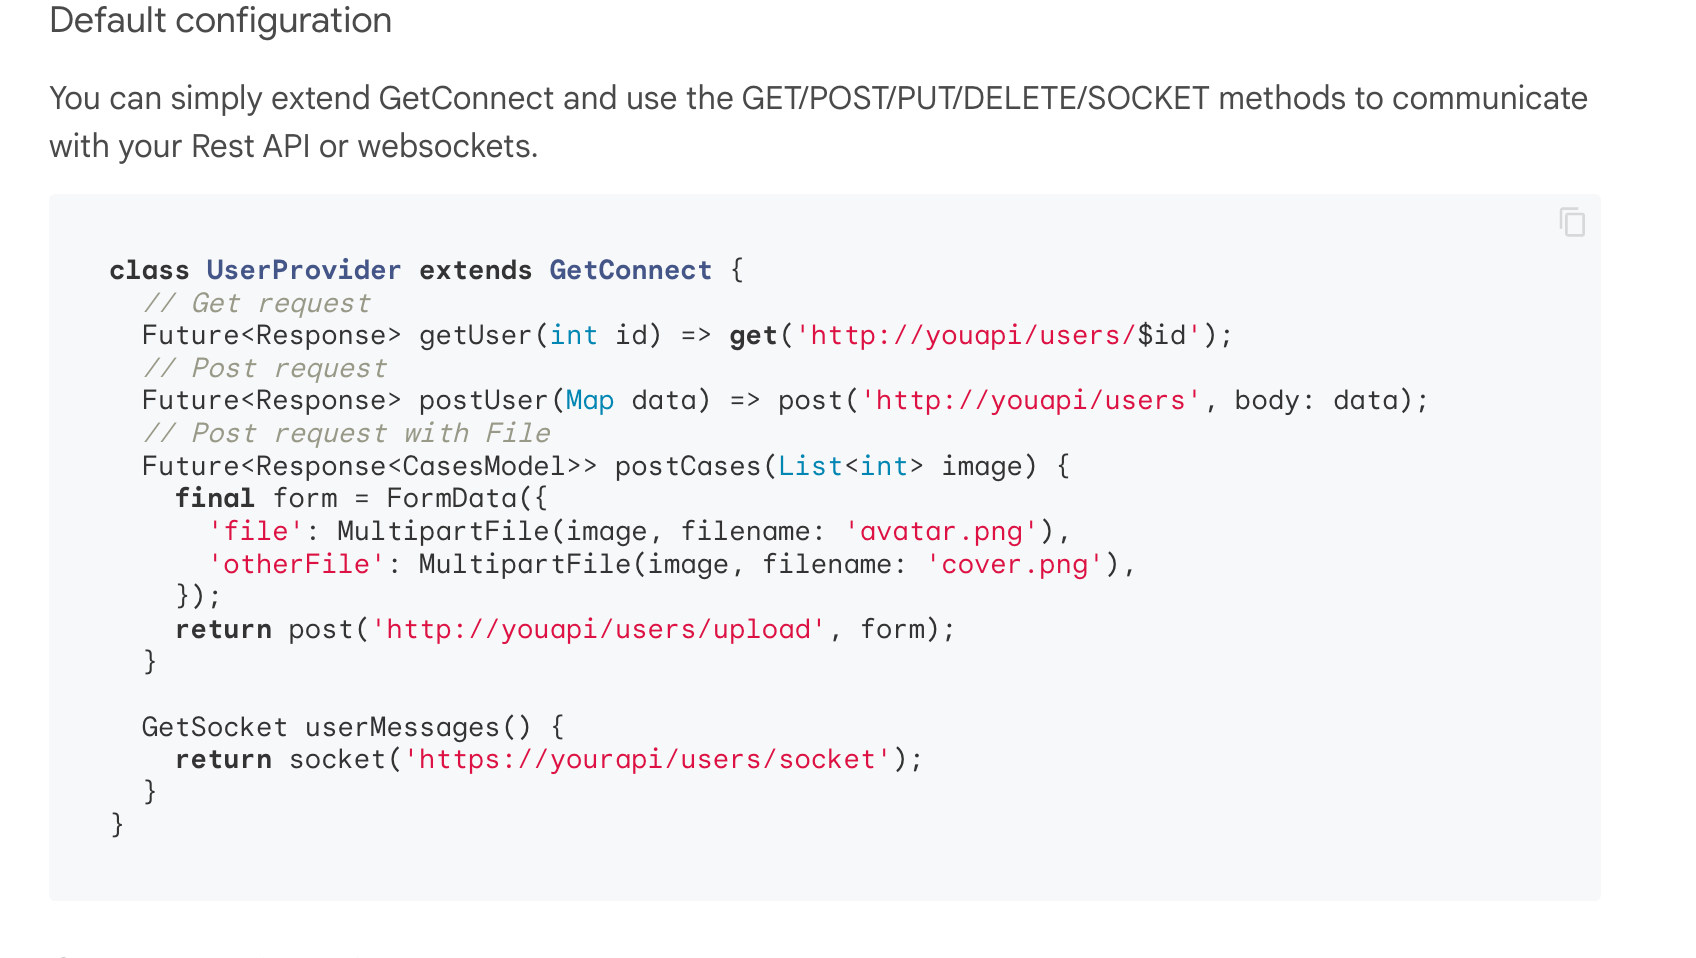 Default configuration
You can simply extend GetConnect and use the GET/POST/PUT/DELETE/SOCKET methods to communicate
with your Rest API or websockets.
class UserProvider extends GetConnect {
  // Get request
  Future<Response> getUser(int id) => get('http://youapi/users/$id');
  // Post request
  Future<Response> postUser(Map data) => post('http://youapi/users', body: data);
  // Post request with File
  Future<Response<CasesModel>> postCases(List<int> image) {
    final form = FormData({
      'file': MultipartFile(image, filename: 'avatar.png'),
      'otherFile': MultipartFile(image, filename: 'cover.png'),
    });
    return post('http://youapi/users/upload', form);
  }
  GetSocket userMessages() {
    return socket('https://yourapi/users/socket');
  }
}